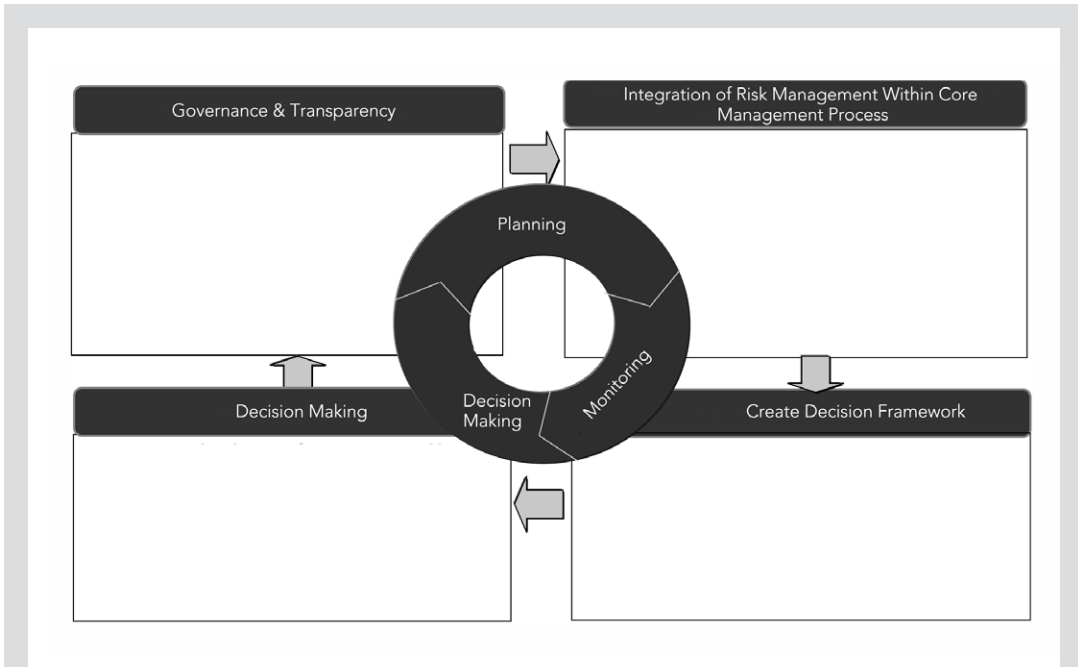 Governance & Transparency
Integration of Risk Management Within Core
Management Process
Planning
Monitoring
Decision
Making
Decision Making
Create Decision Framework